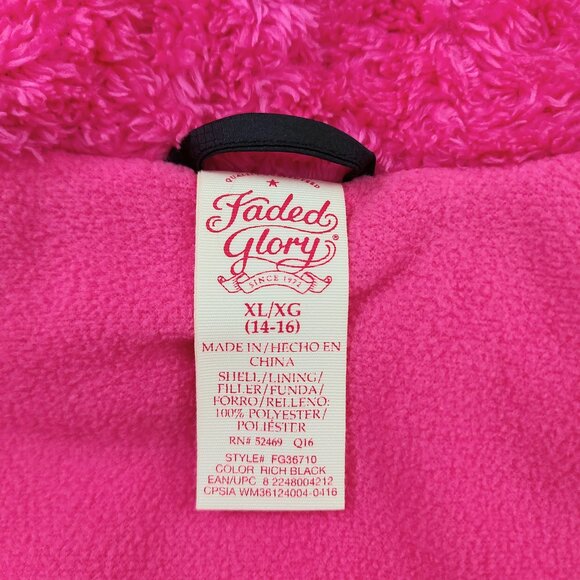 Faded
Glory®
SINCE 1972
XL/XG
(14-16)
MADE IN/HECHO EN
CHINA
SHELL/LINING/
FILLER/FUNDA/
FORRO/RELLENO:
100% POLYESTER/
POLIÉSTER
RN# 52469 Q16
STYLE# FG36710
COLOR RICH BLACK
EAN/UPC 8 2248004212
CPSIA WM36124004-0416